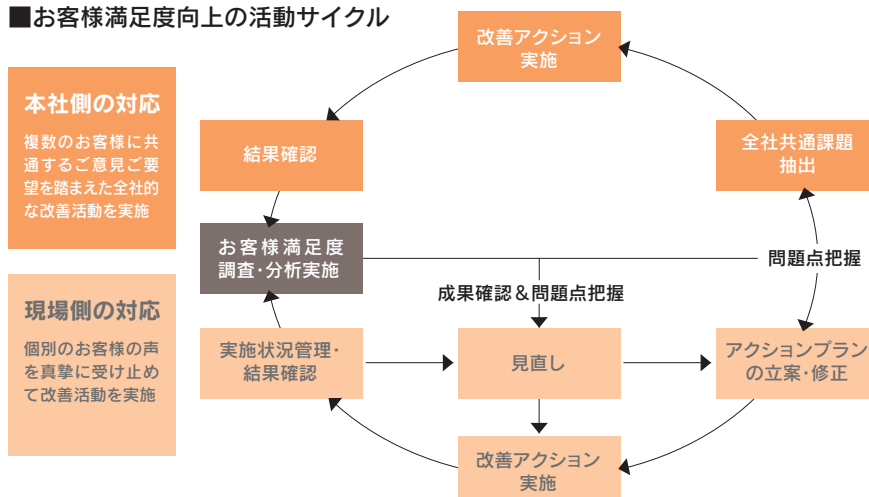 ■お客様満足度向上の活動サイクル
本社側の対応
複数のお客様に共
通するご意見ご要
望を踏まえた全社的
な改善活動を実施
現場側の対応
個別のお客様の声
を真摯に受け止め
て改善活動を実施
改善アクション
実施
結果確認
全社共通課題
抽出
お客様満足度
調査・分析実施
問題点把握
成果確認&問題点把握
実施状況管理・
結果確認
見直し
アクションプラン
の立案・修正
改善アクション
実施